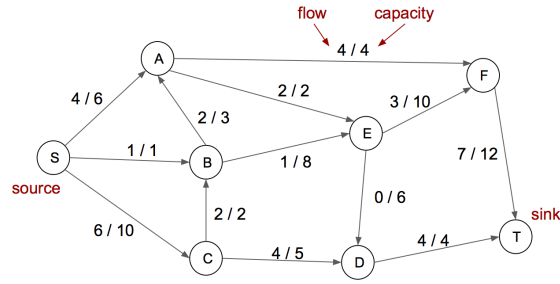 flow capacity
4 / 4
A
F
2 / 2
4 / 6
3 / 10
2 / 3
E
1 / 1
S
B
1 / 8
7 / 12
source
0 / 6
6 / 10
2 / 2
sink
4 / 4
T
C
4 / 5
D